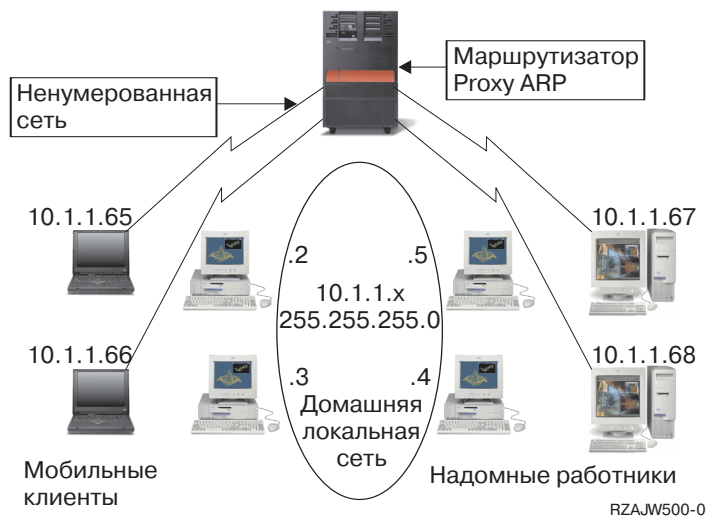 Маршрутизатор
Proxy ARP
Ненумерованная
сеть
10.1.1.65
10.1.1.67
.2
.5
10.1.1.x
255.255.255.0
10.1.1.66
10.1.1.68
.3
.4
Домашняя
локальная
сеть
Мобильные
клиенты
Надомные работники
RZAJW500-0